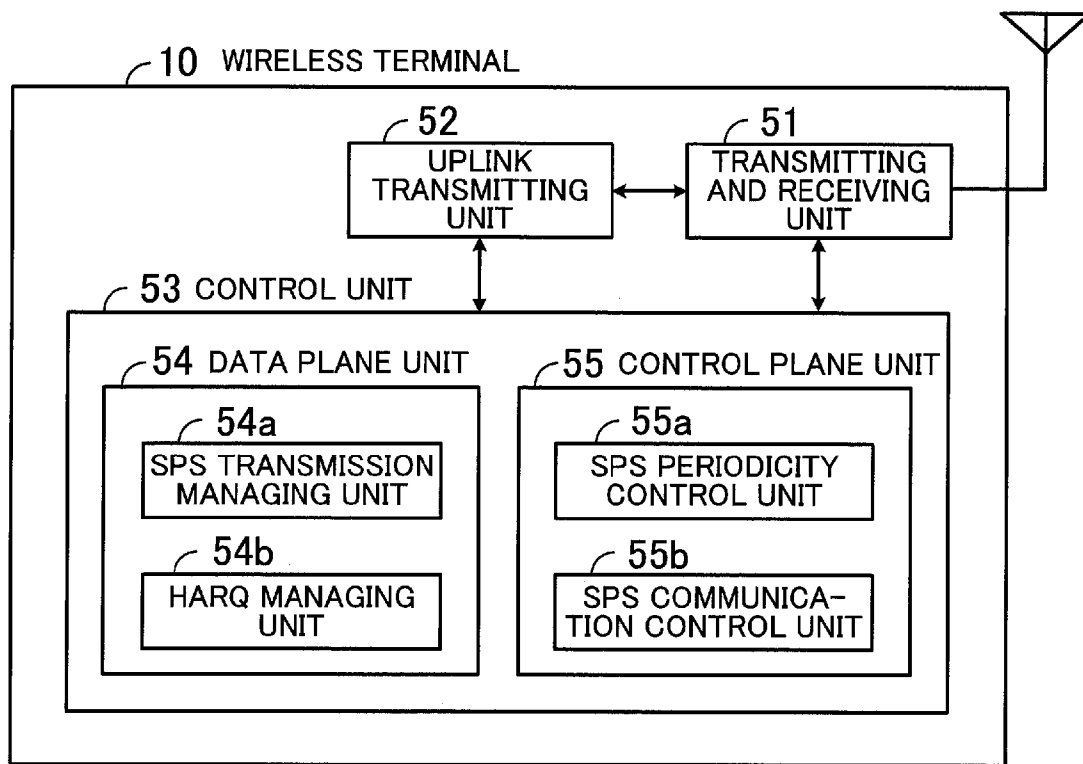 10 WIRELESS TERMINAL
52
UPLINK
TRANSMITTING
UNIT
51
TRANSMITTING
AND RECEIVING
UNIT
53 CONTROL UNIT
54 DATA PLANE UNIT
54a
SPS TRANSMISSION
MANAGING UNIT
54b
HARQ MANAGING
UNIT
55 CONTROL PLANE UNIT
55a
SPS PERIODICITY
CONTROL UNIT
55b
SPS COMMUNICA-
TION CONTROL UNIT